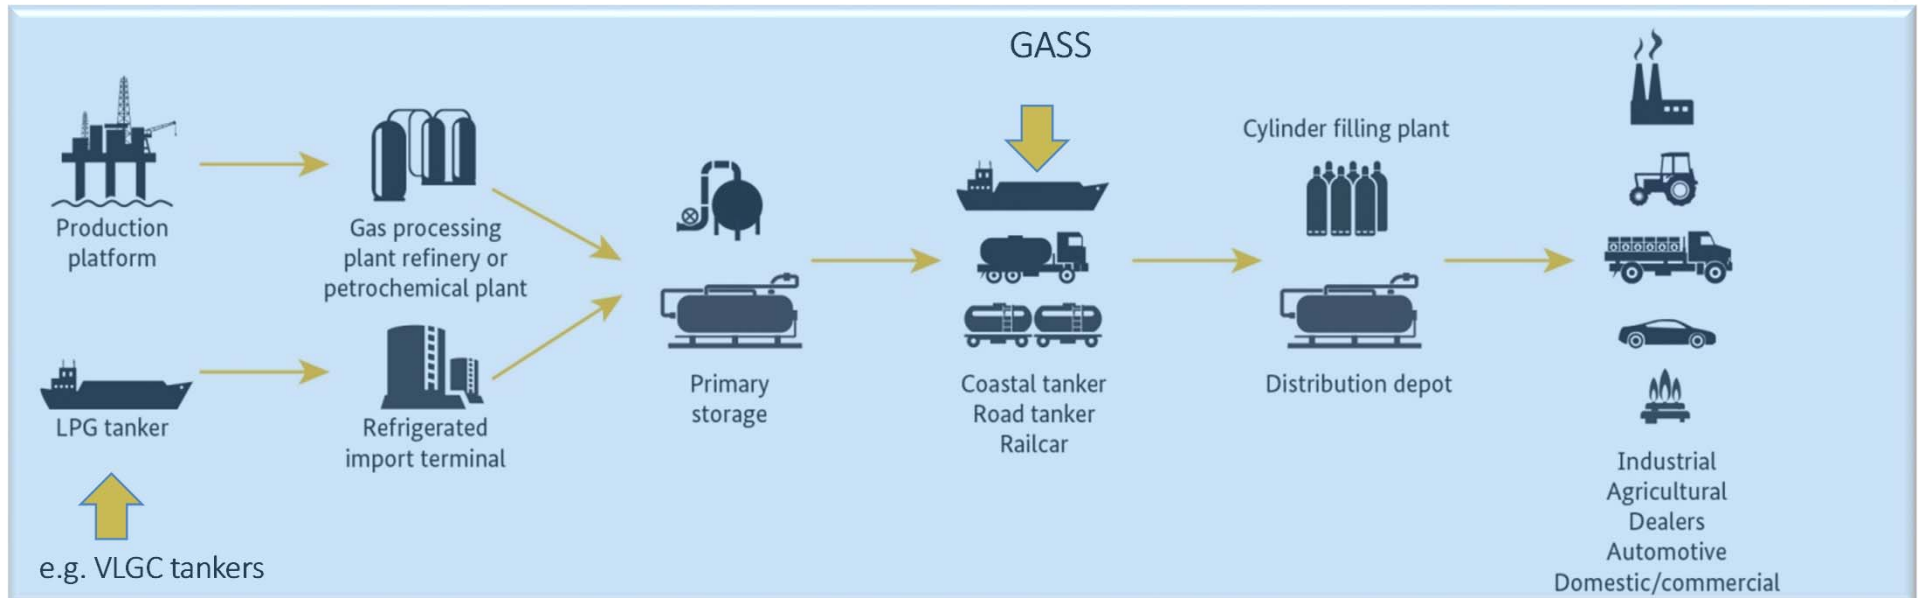 GASS
Cylinder filling plant
Production
platform
Gas processing
plant refinery or
petrochemical plant
LPG tanker
Refrigerated
import terminal
e.g. VLGC tankers
Primary
storage
Coastal tanker
Road tanker
Railcar
Distribution depot
Industrial
Agricultural
Dealers
Automotive
Domestic/commercial